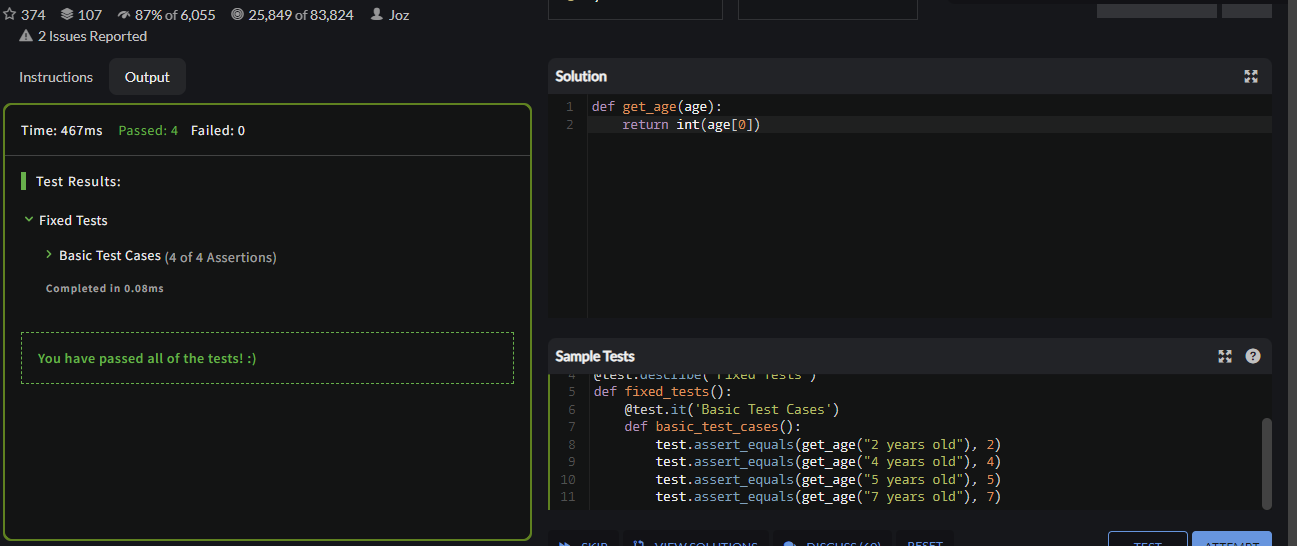 374 107 87% of 6,055 25,849 of 83,824 Joz
2 Issues Reported
Instructions Output
Time: 467ms Passed: 4 Failed: 0
Test Results:
Fixed Tests
Basic Test Cases (4 of 4 Assertions)
Completed in 0.08ms
You have passed all of the tests! :)
Solution
1 def get_age(age):
2 return int(age[0])
Sample Tests
4 @test.describe('Fixed Tests')
5 def fixed_tests():
6 @test.it('Basic Test Cases')
7 def basic_test_cases():
8 test.assert_equals(get_age("2 years old"), 2)
9 test.assert_equals(get_age("4 years old"), 4)
10 test.assert_equals(get_age("5 years old"), 5)
11 test.assert_equals(get_age("7 years old"), 7)
SKIP VIEW SOLUTIONS DISCUSS RESET TEST ATTEMPT